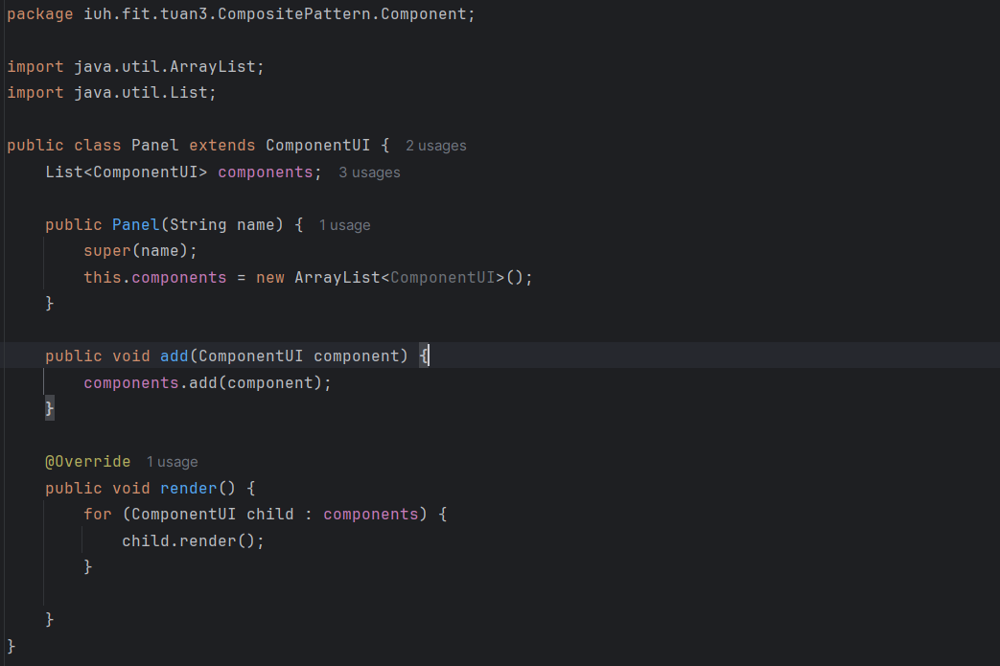 package iuh.fit.tuan3.CompositePattern.Component;
import java.util.ArrayList;
import java.util.List;
public class Panel extends ComponentUI { 2 usages
List<ComponentUI> components; 3 usages
public Panel(String name) { 1 usage
super(name);
this.components = new ArrayList<ComponentUI>();
}
public void add(ComponentUI component) {
components.add(component);
}
@Override 1 usage
public void render() {
for (ComponentUI child : components) {
child.render();
}
}
}